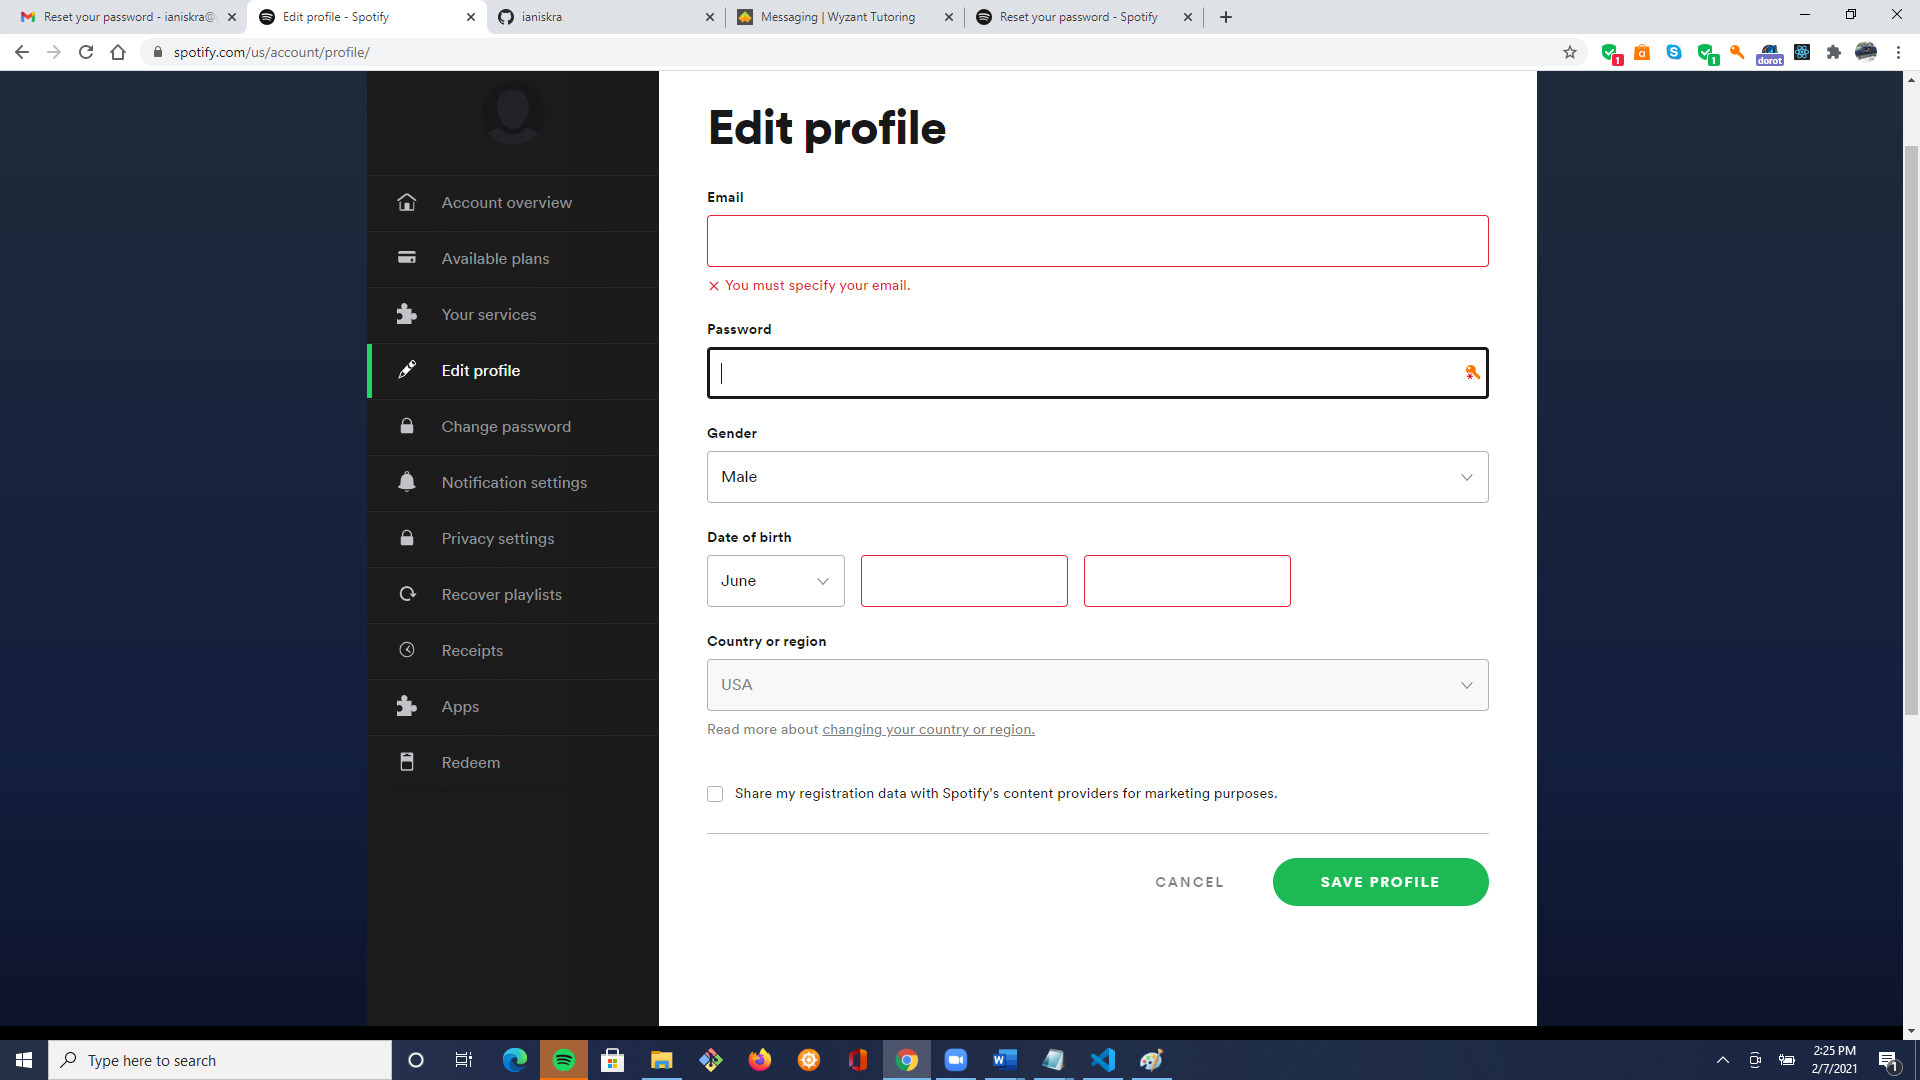 Reset your password - ianiskra@
Edit profile - Spotify
ianiskra
Messaging | Wyzant Tutoring
Reset your password - Spotify
spotify.com/us/account/profile/
1
1
dorot
Edit profile
Account overview
Available plans
Your services
Edit profile
Change password
Notification settings
Privacy settings
Recover playlists
Receipts
Apps
Redeem
Email
You must specify your email.
Password
Gender
Male
Date of birth
June
Country or region
USA
Read more about changing your country or region.
Share my registration data with Spotify's content providers for marketing purposes.
CANCEL
SAVE PROFILE
Type here to search
2:25 PM
2/7/2021
1